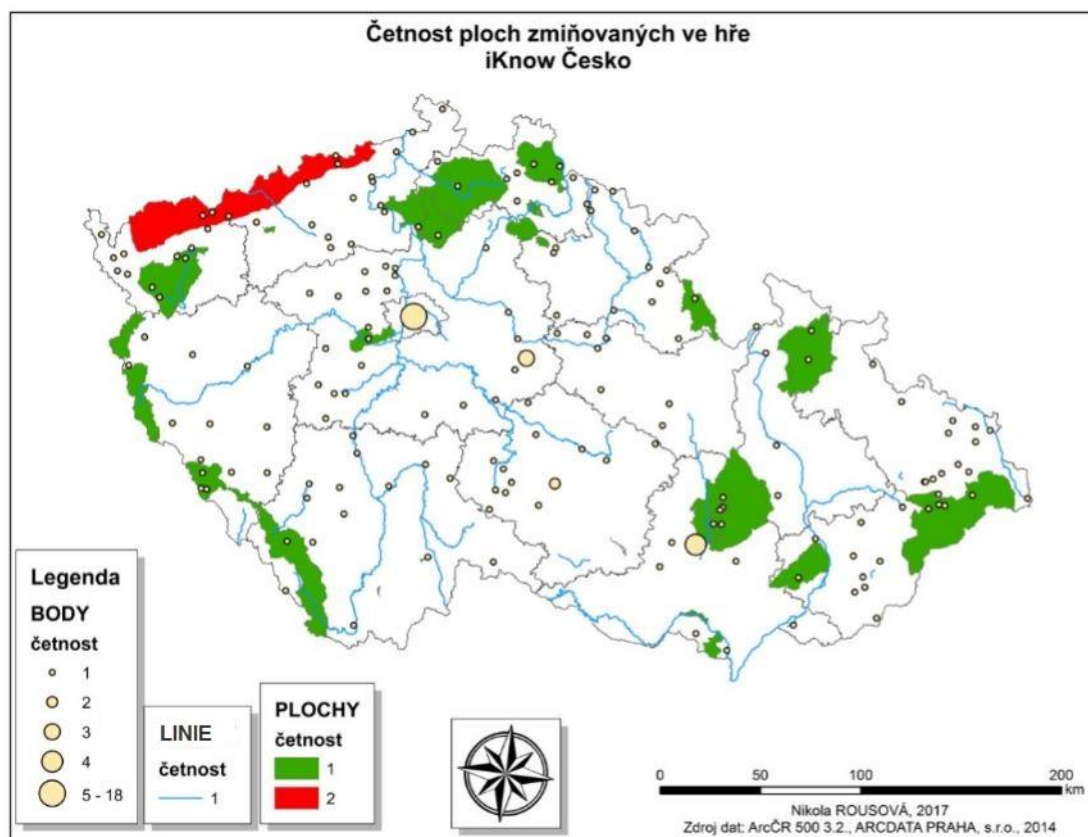 Četnost ploch zmiňovaných ve hře
iKnow Česko
Legenda
BODY
četnost
1
2
3
4
5 - 18
LINIE
četnost
1
PLOCHY
četnost
1
2
0 50 100 200
km
Nikola ROUSOVÁ, 2017
Zdroj dat: ArcČR 500 3.2., ARCDATA PRAHA, s.r.o., 2014